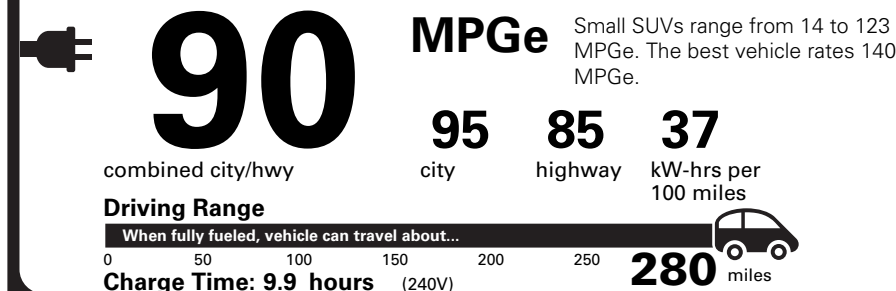 90
MPGe
Small SUVs range from 14 to 123
MPGe. The best vehicle rates 140
MPGe.
combined city/hwy
95
city
85
highway
37
kW-hrs per
100 miles
Driving Range
When fully fueled, vehicle can travel about...
0 50 100 150 200 250
280 miles
Charge Time: 9.9 hours (240V)